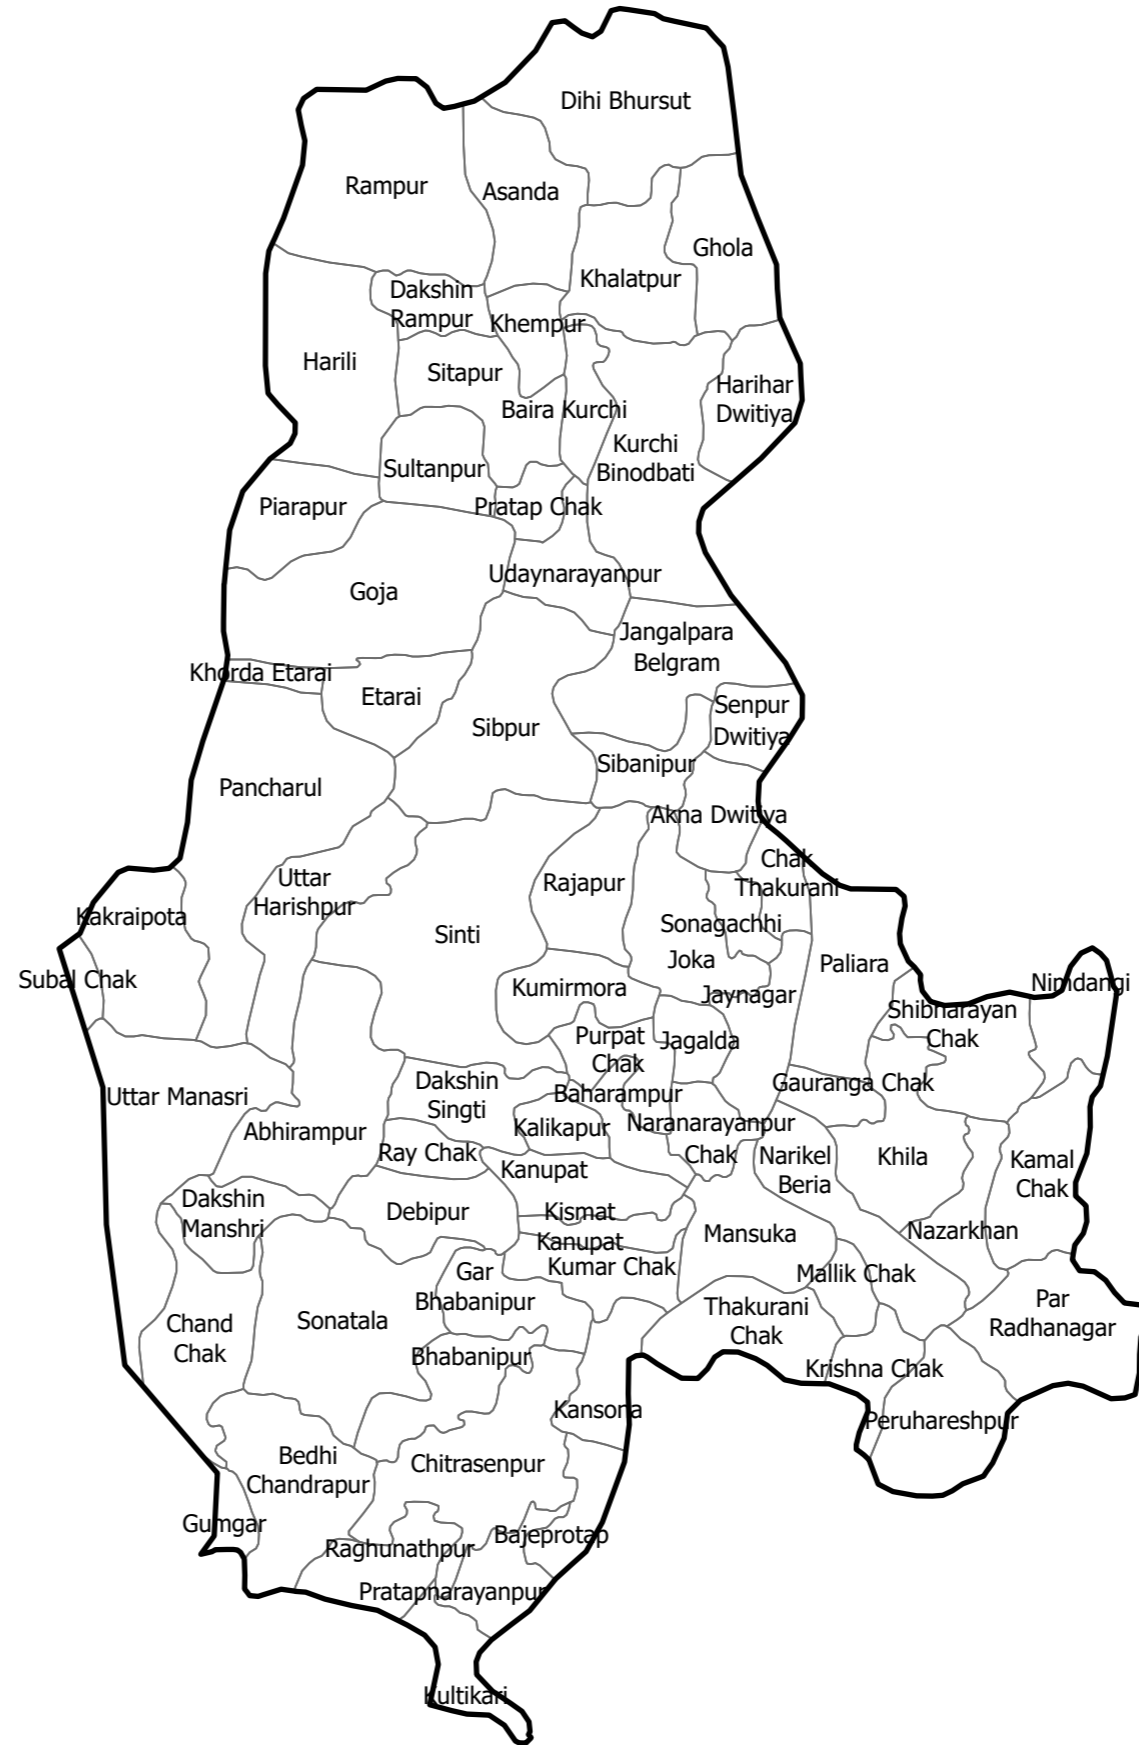 Dihi Bhursut
Rampur
Asanda
Ghola
Khalatpur
Dakshin
Rampur
Khempur
Harili
Sitapur
Harihar
Dwitiya
Baira Kurchi
Kurchi
Binodbati
Sultanpur
Piarapur
Pratap Chak
Udaynarayanpur
Goja
Jangalpara
Belgram
Khorda Etarai
Etarai
Senpur
Dwitiya
Sibpur
Sibanipur
Pancharul
Akna Dwitiya
Chak
Thakurani
Uttar
Harishpur
Rajapur
Kakraipota
Sonagachhi
Sinti
Joka
Paliara
Subal Chak
Kumirmora
Jaynagar
Nimdangi
Shibnarayan
Chak
Purpat
Chak
Jagalda
Dakshin
Singti
Gauranga Chak
Uttar Manasri
Baharampur
Abhirampur
Kalikapur
Naranarayanpur
Chak
Ray Chak
Narikel
Beria
Khila
Kamal
Chak
Kanupat
Dakshin
Manshri
Debipur
Kismat
Kanupat
Mansuka
Nazarkhan
Kumar Chak
Mallik Chak
Gar
Bhabanipur
Par
Radhanagar
Chand
Chak
Sonatala
Thakurani
Chak
Bhabanipur
Krishna Chak
Kansona
Peruhareshpur
Bedhi
Chandrapur
Chitrasenpur
Gumgar
Raghunathpur
Bajeprotap
Pratapnarayanpur
Kultikari